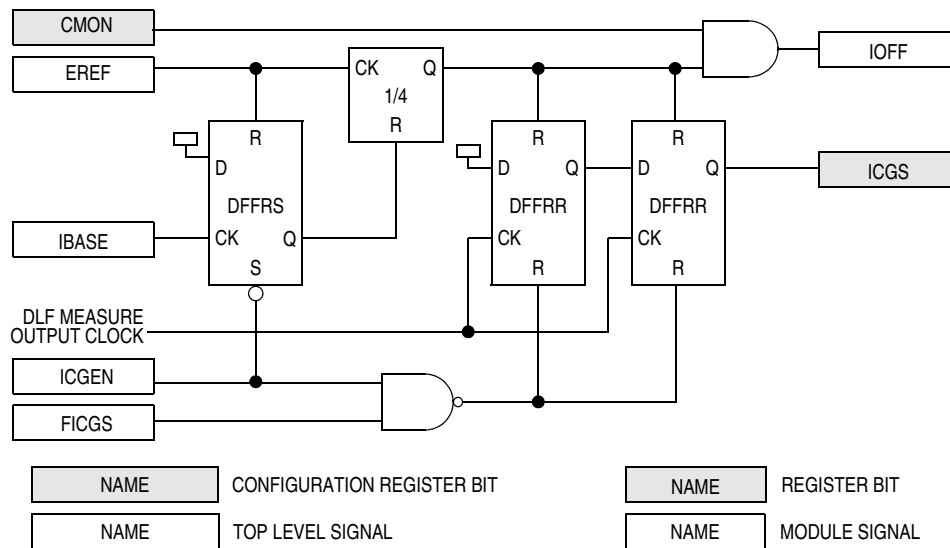 CMON
IOFF
EREF
CK Q
1/4
R
R
D
DFFRS
CK Q
S
R
D Q
DFFRR
CK
R
R
D Q
DFFRR
CK
R
ICGS
IBASE
DLF MEASURE
OUTPUT CLOCK
ICGEN
FICGS
NAME CONFIGURATION REGISTER BIT
NAME REGISTER BIT
NAME TOP LEVEL SIGNAL
NAME MODULE SIGNAL